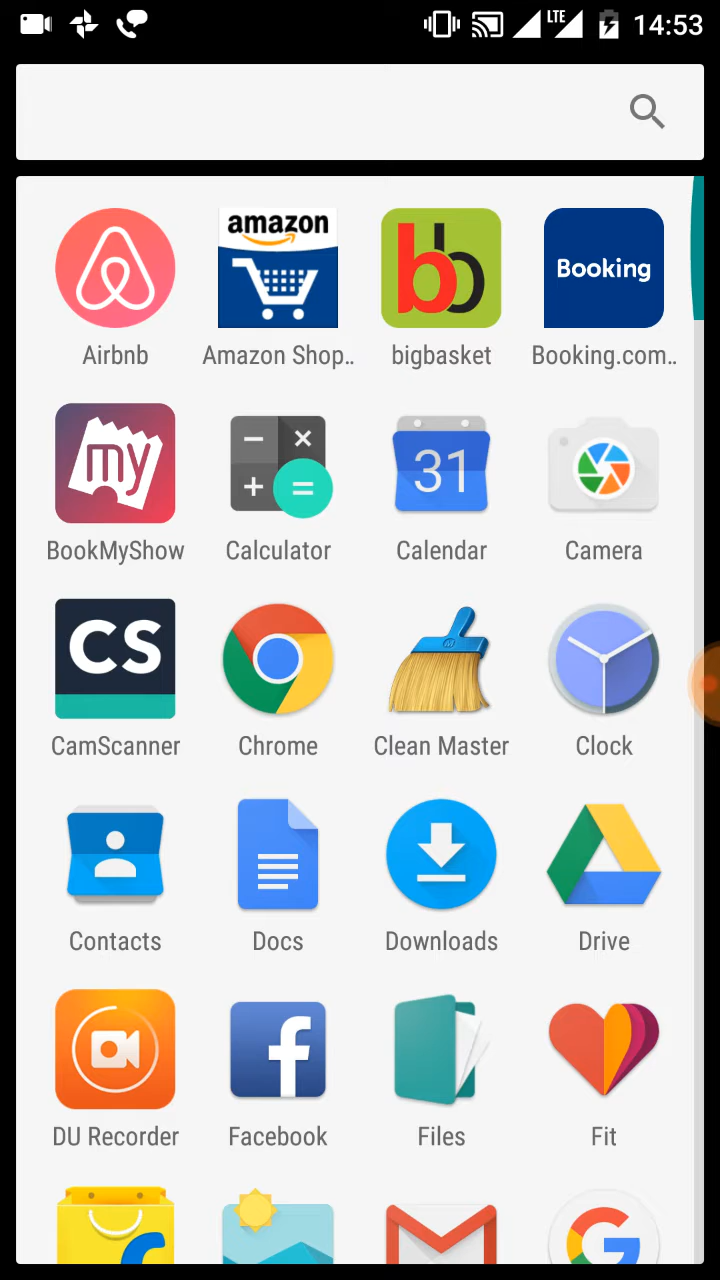 LTE 14:53
amazon
bb
Booking
Airbnb Amazon Shop.. bigbasket Booking.com..
my
31
BookMyShow Calculator Calendar Camera
CS
CamScanner Chrome Clean Master Clock
Contacts Docs Downloads Drive
f
DU Recorder Facebook Files Fit
G